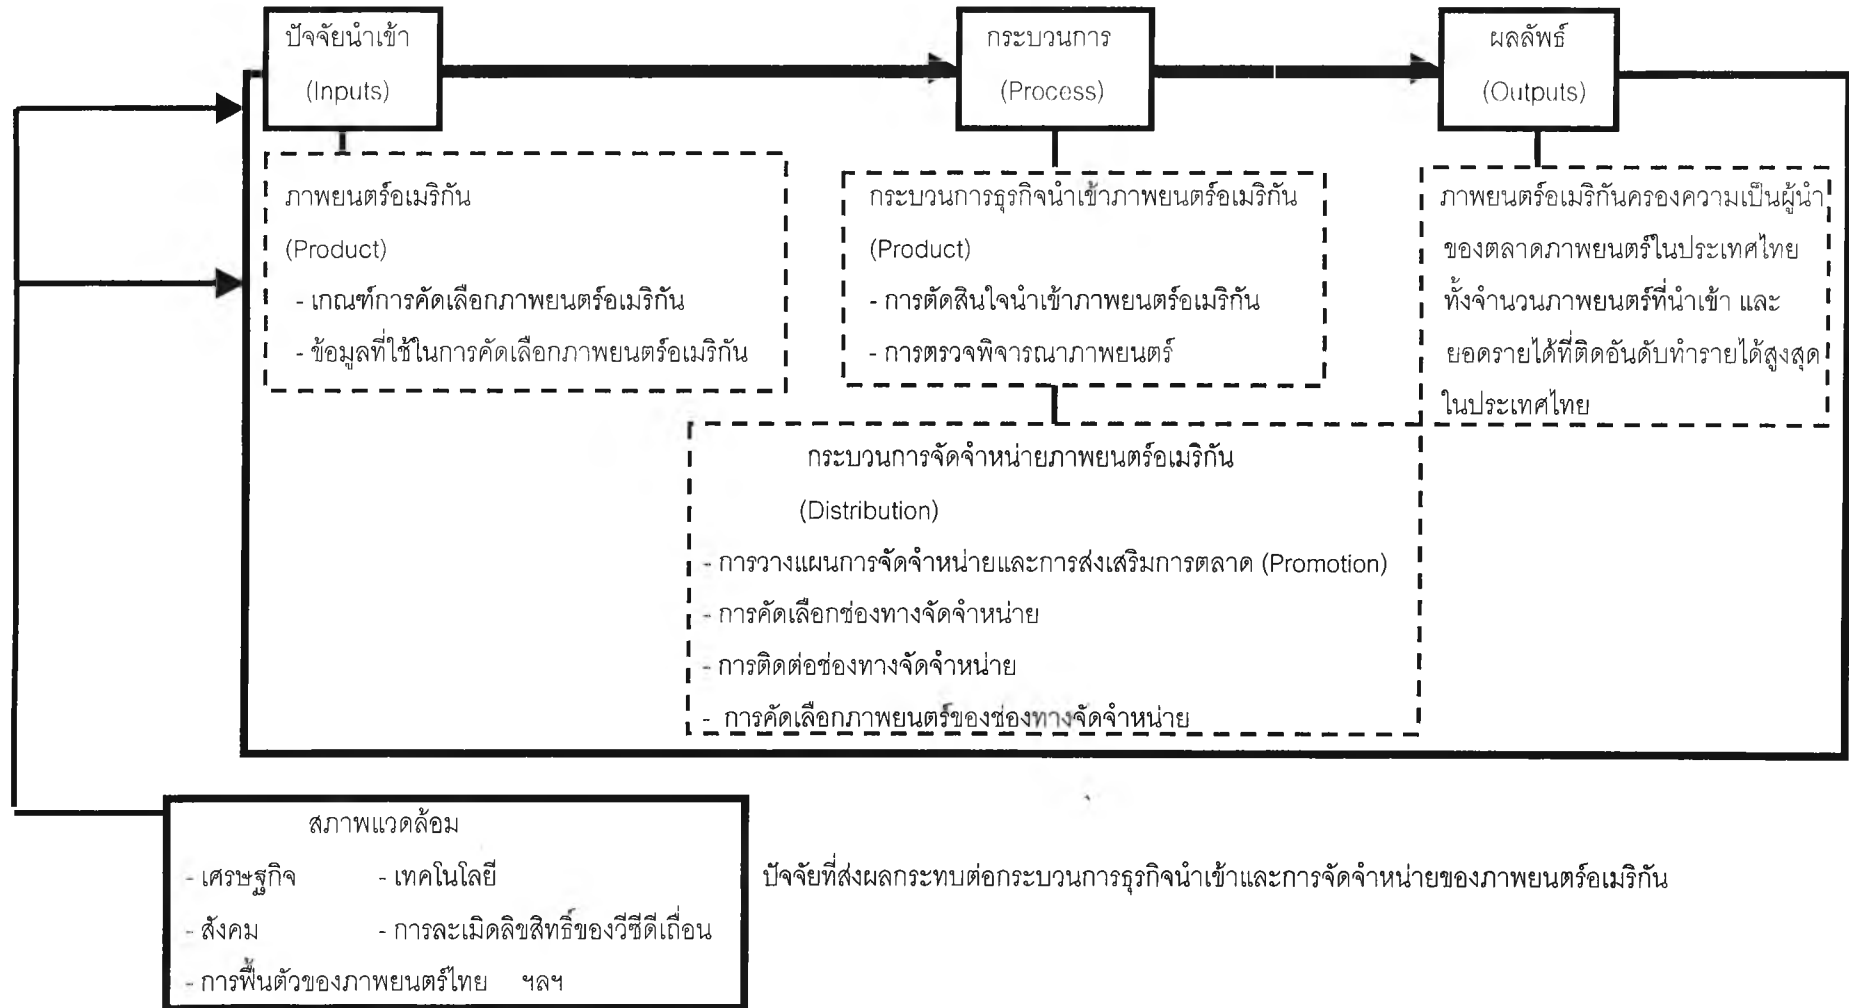 ปัจจัยนำเข้า
(Inputs)
กระบวนการ
(Process)
ผลลัพธ์
(Outputs)
ภาพยนตร์อเมริกัน
(Product)
- เกณฑ์การคัดเลือกภาพยนตร์อเมริกัน
- ข้อมูลที่ใช้ในการคัดเลือกภาพยนตร์อเมริกัน
กระบวนการธุรกิจนำเข้าภาพยนตร์อเมริกัน
(Product)
- การตัดสินใจนำเข้าภาพยนตร์อเมริกัน
- การตรวจพิจารณาภาพยนตร์
ภาพยนตร์อเมริกันครองความเป็นผู้นำ
ของตลาดภาพยนตร์ในประเทศไทย
ทั้งจำนวนภาพยนตร์ที่นำเข้า และ
ยอดรายได้ที่ติดอันดับทำรายได้สูงสุด
ในประเทศไทย
กระบวนการจัดจำหน่ายภาพยนตร์อเมริกัน
(Distribution)
- การวางแผนการจัดจำหน่ายและการส่งเสริมการตลาด (Promotion)
- การคัดเลือกช่องทางจัดจำหน่าย
- การติดต่อช่องทางจัดจำหน่าย
- การคัดเลือกภาพยนตร์ของช่องทางจัดจำหน่าย
สภาพแวดล้อม
- เศรษฐกิจ - เทคโนโลยี
- สังคม - การละเมิดลิขสิทธิ์ของวีซีดีเถื่อน
- การฟื้นตัวของภาพยนตร์ไทย ฯลฯ
ปัจจัยที่ส่งผลกระทบต่อกระบวนการธุรกิจนำเข้าและการจัดจำหน่ายของภาพยนตร์อเมริกัน